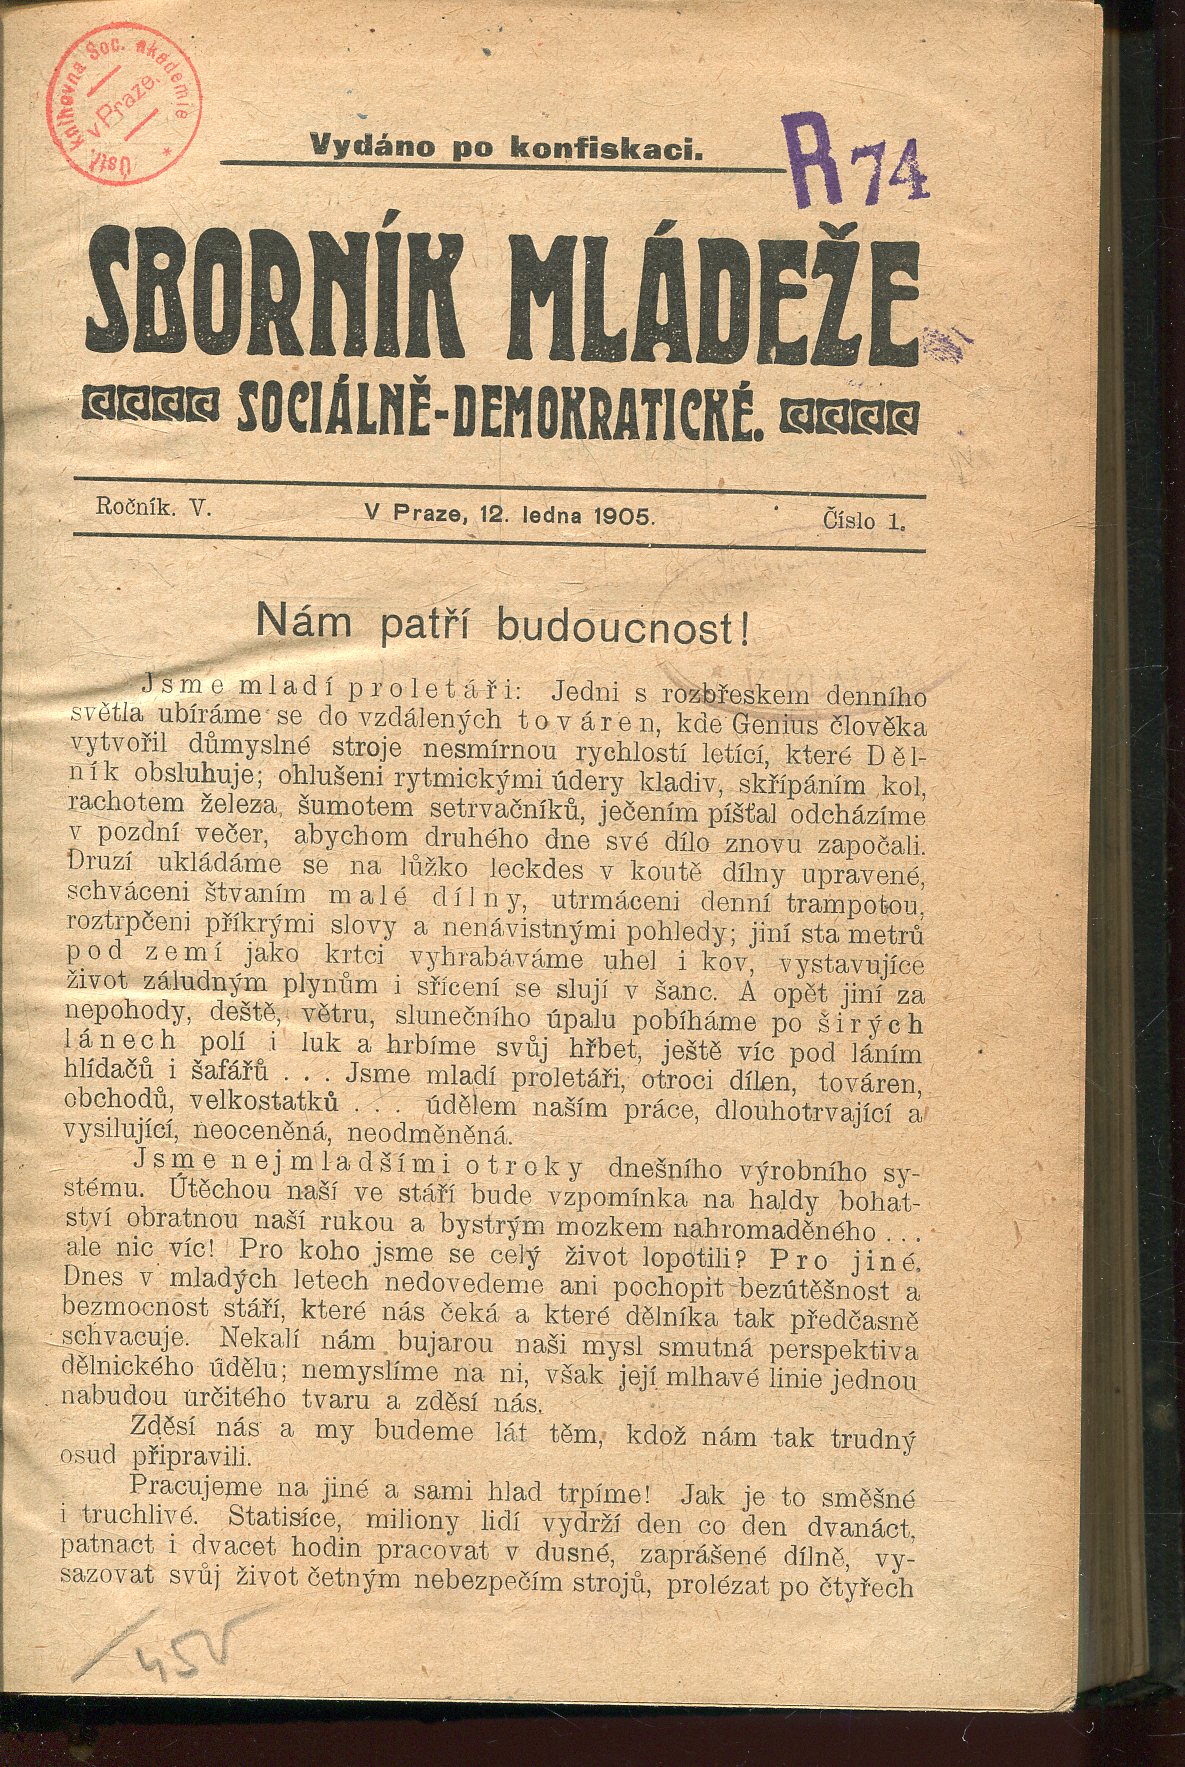 Ústř. knihovna Soc. akademie
v Praze.
*
Vydáno po konfiskaci.
R 74
SBORNÍK MLÁDEŽE
SOCIÁLNĚ-DEMOKRATICKÉ.
Ročník. V.
V Praze, 12. ledna 1905.
Číslo 1.
Nám patří budoucnost!
Jsme mladí proletáři: Jedni s rozbřeskem denního
světla ubíráme se do vzdálených továren, kde Genius člověka
vytvořil důmyslné stroje nesmírnou rychlostí letící, které Děl-
ník obsluhuje; ohlušeni rytmickými údery kladiv, skřípáním kol,
rachotem železa, šumotem setrvačníků, ječením píšťal odcházíme
v pozdní večer, abychom druhého dne své dílo znovu započali.
Druzí ukládáme se na lůžko leckdes v koutě dílny upravené,
schváceni štvaním malé dílny, utrmáceni denní trampotou,
roztrpčeni příkrými slovy a nenávistnými pohledy; jiní sta metrů
pod zemí jako krtci vyhrabáváme uhel i kov, vystavujíce
život záludným plynům i sřícení se slují v šanc. A opět jiní za
nepohody, deště, větru, slunečního úpalu pobíháme po širých
lánech polí i luk a hrbíme svůj hřbet, ještě víc pod láním
hlídačů i šafářů . . . Jsme mladí proletáři, otroci dílen, továren,
obchodů, velkostatků . . . údělem naším práce, dlouhotrvající a
vysilující, neoceněná, neodměněná.
Jsme nejmladšími otroky dnešního výrobního sy-
stému. Útěchou naší ve stáří bude vzpomínka na haldy bohat-
ství obratnou naší rukou a bystrým mozkem nahromaděného . . .
ale nic víc! Pro koho jsme se celý život lopotili? Pro jiné.
Dnes v mladých letech nedovedeme ani pochopit bezútěšnost a
bezmocnost stáří, které nás čeká a které dělníka tak předčasně
schvacuje. Nekalí nám bujarou naši mysl smutná perspektiva
dělnického údělu; nemyslíme na ni, však její mlhavé linie jednou
nabudou určitého tvaru a zděsí nás.
Zděsí nás a my budeme lát těm, kdož nám tak trudný
osud připravili.
Pracujeme na jiné a sami hlad trpíme! Jak je to směšné
i truchlivé. Statisíce, miliony lidí vydrží den co den dvanáct,
patnact i dvacet hodin pracovat v dusné, zaprášené dílně, vy-
sazovat svůj život četným nebezpečím strojů, prolézat po čtyřech